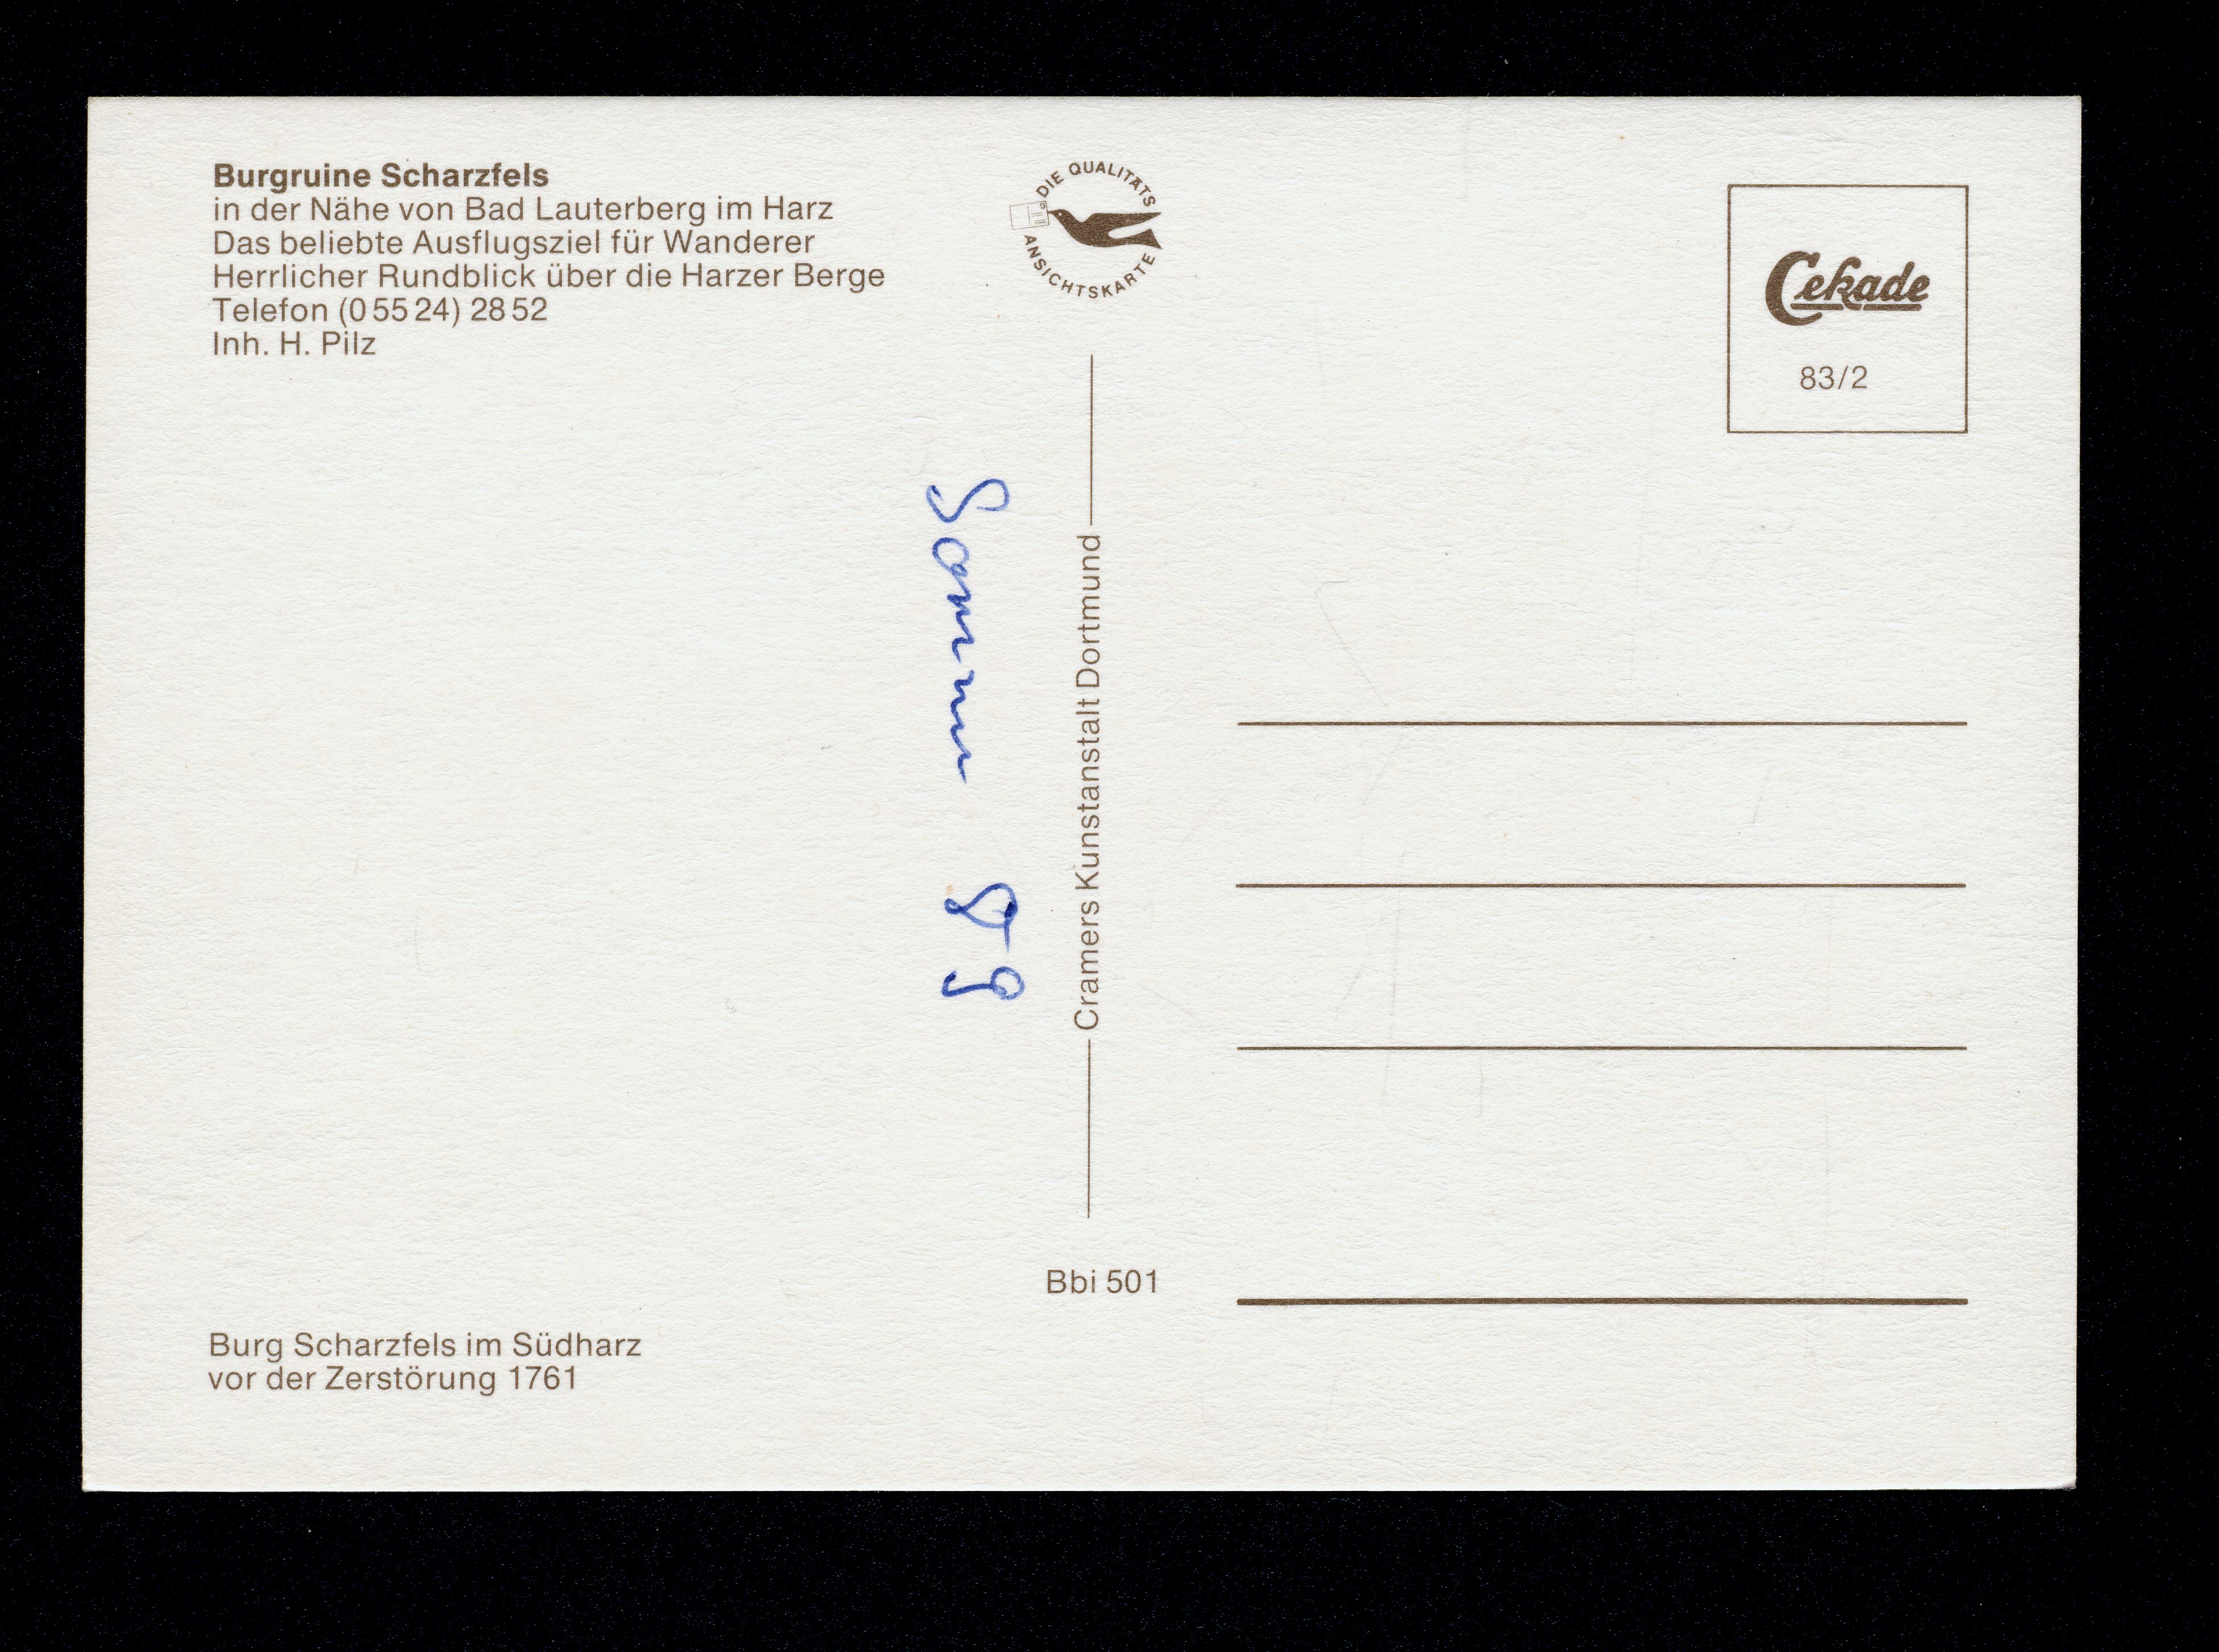 Burgruine Scharzfels
in der Nähe von Bad Lauterberg im Harz
Das beliebte Ausflugsziel für Wanderer
Herrlicher Rundblick über die Harzer Berge
Telefon (0 55 24) 28 52
Inh. H. Pilz
DIE QUALITÄTS
ANSICHTSKARTE
Cekade
83/2
Sommer 89
Cramers Kunstanstalt Dortmund
Bbi 501
Burg Scharzfels im Südharz
vor der Zerstörung 1761